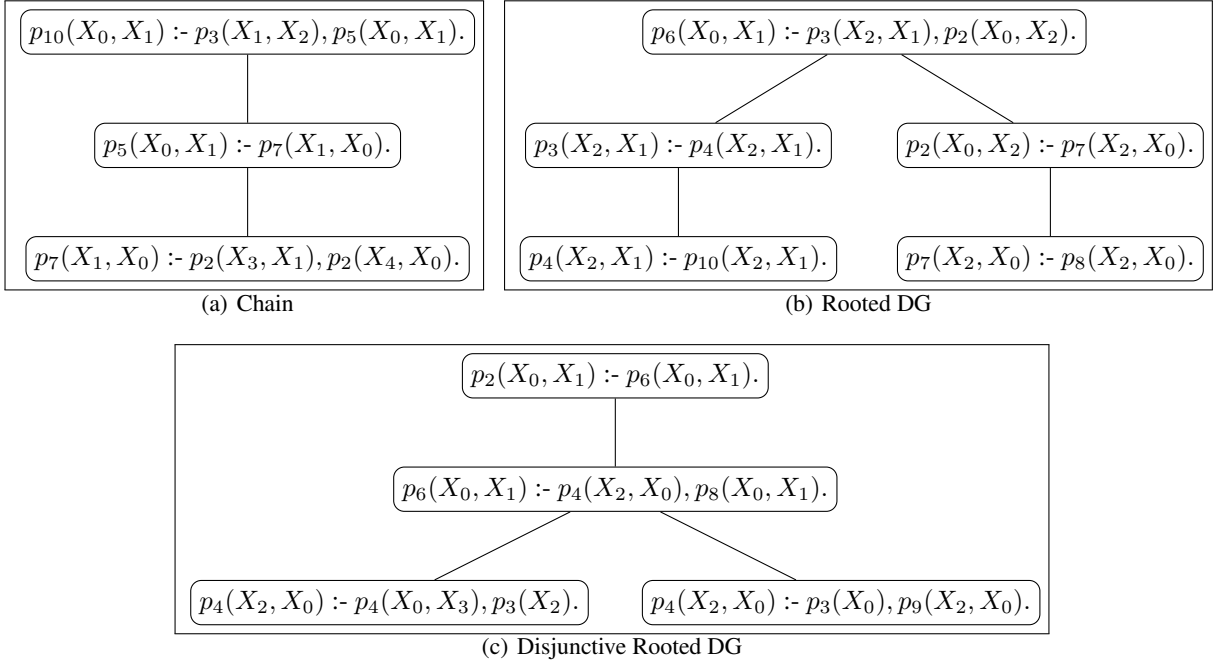 p₁₀(X₀, X₁) :- p₃(X₁, X₂), p₅(X₀, X₁).
p₅(X₀, X₁) :- p₇(X₁, X₀).
p₇(X₁, X₀) :- p₂(X₃, X₁), p₂(X₄, X₀).
(a) Chain
p₆(X₀, X₁) :- p₃(X₂, X₁), p₂(X₀, X₂).
p₃(X₂, X₁) :- p₄(X₂, X₁).
p₂(X₀, X₂) :- p₇(X₂, X₀).
p₄(X₂, X₁) :- p₁₀(X₂, X₁).
p₇(X₂, X₀) :- p₈(X₂, X₀).
(b) Rooted DG
p₂(X₀, X₁) :- p₆(X₀, X₁).
p₆(X₀, X₁) :- p₄(X₂, X₀), p₈(X₀, X₁).
p₄(X₂, X₀) :- p₄(X₀, X₃), p₃(X₂).
p₄(X₂, X₀) :- p₃(X₀), p₉(X₂, X₀).
(c) Disjunctive Rooted DG